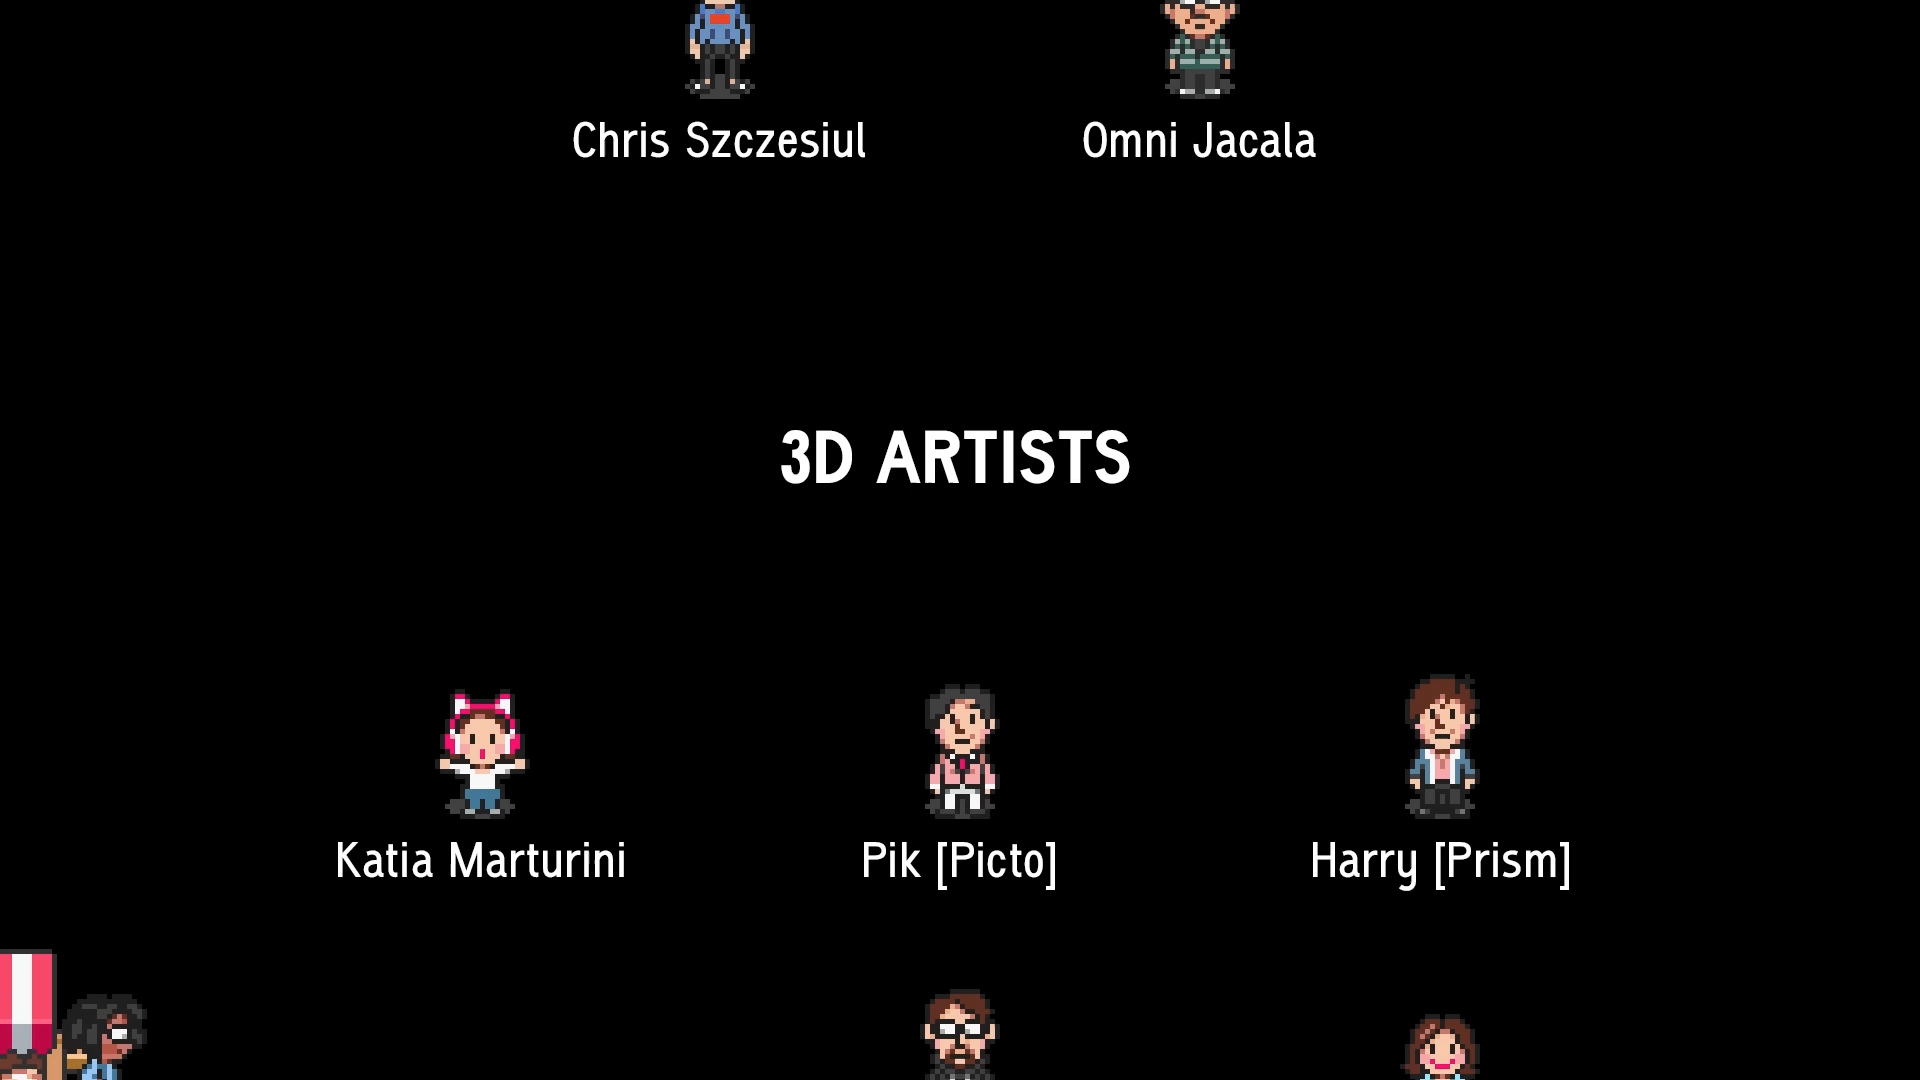 Chris Szczesiul
Omni Jacala
3D ARTISTS
Katia Marturini
Pik [Picto]
Harry [Prism]